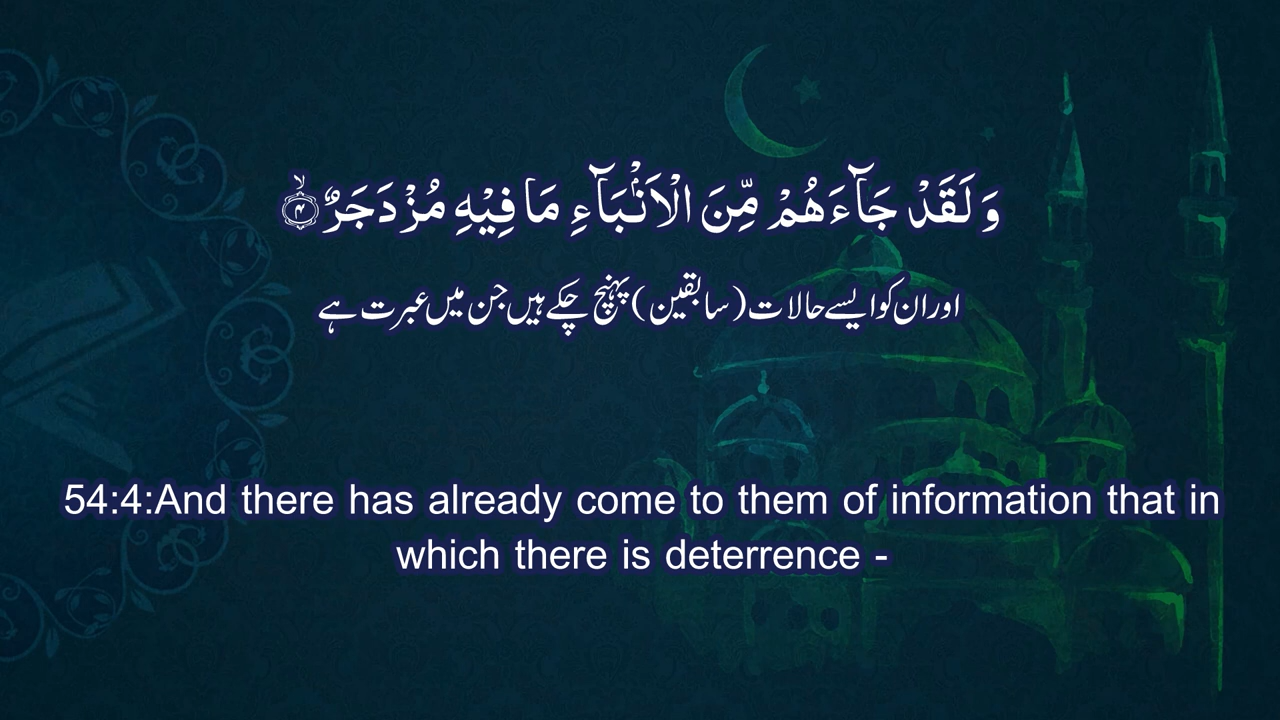 وَ لَقَدْ جَآءَهُمْ مِّنَ الْاَنْۢبَآءِ مَا فِیْهِ مُزْدَجَرٌ ۙ﴿۴﴾
اور ان کو ایسے حالات (سابقین) پہنچ چکے ہیں جن میں عبرت ہے
54:4:And there has already come to them of information that in
which there is deterrence -